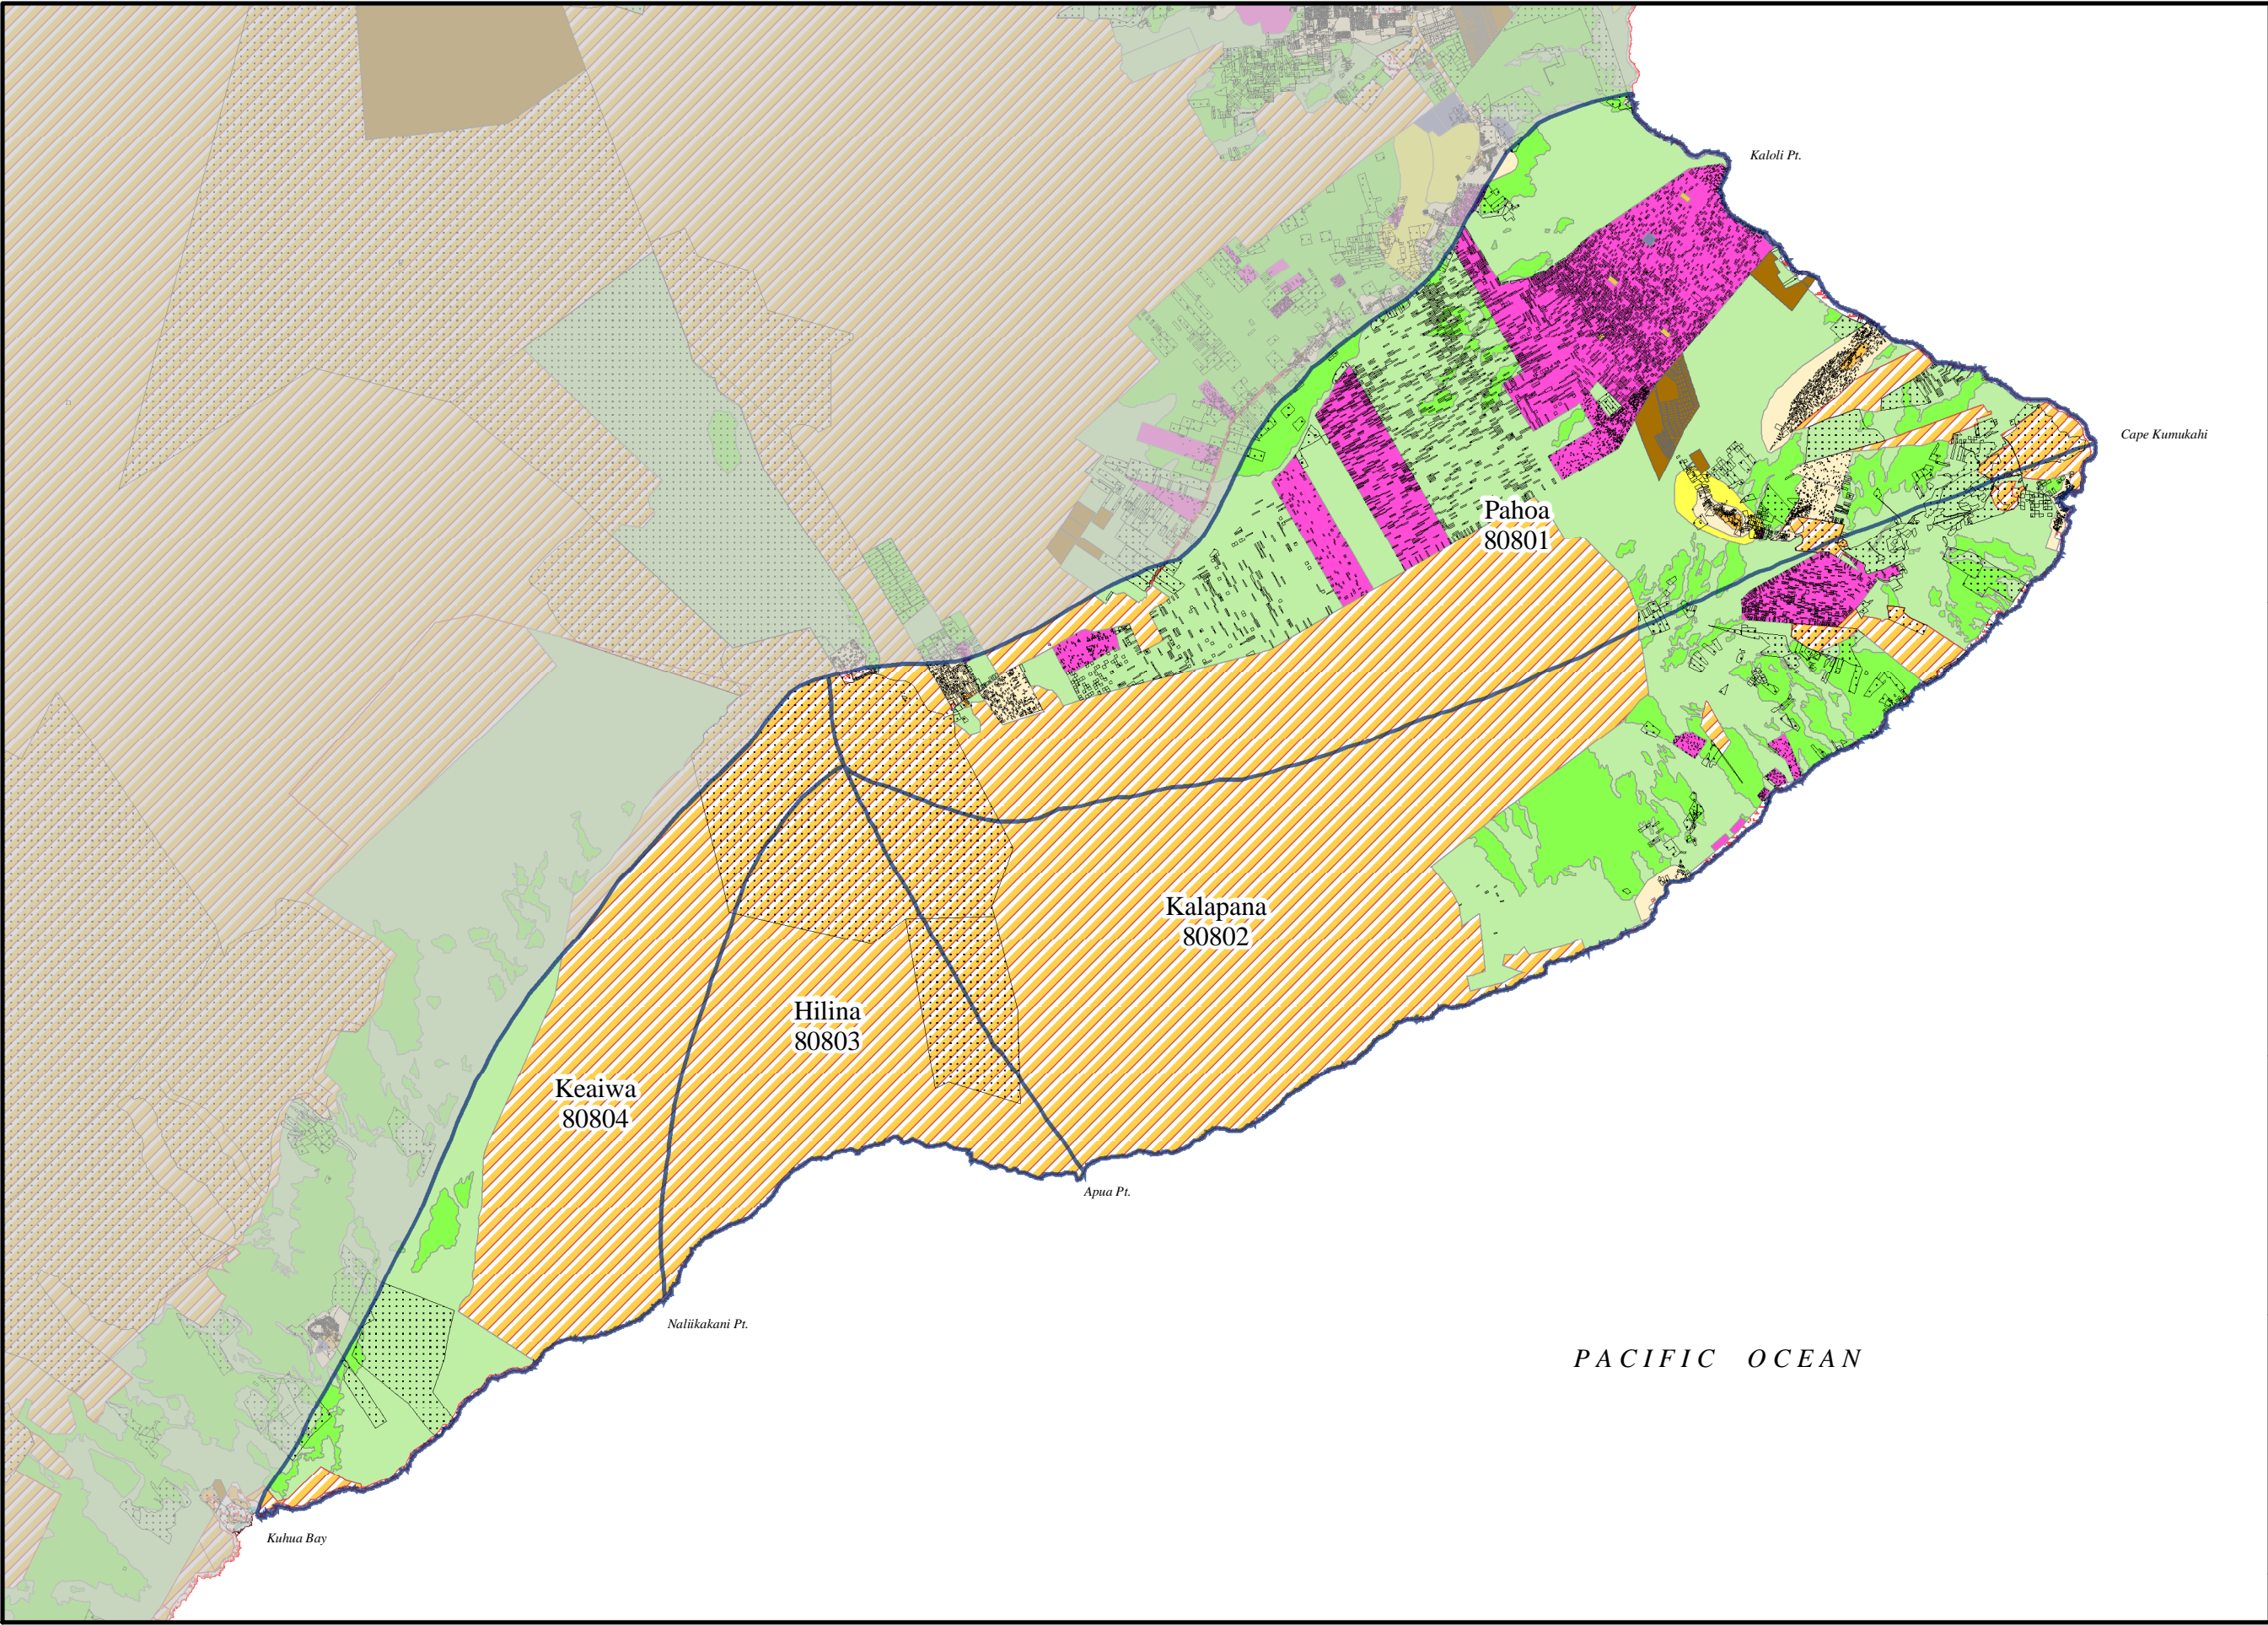 Kaloli Pt.
Cape Kumukahi
Pahoa
80801
Kalapana
80802
Hilina
80803
Keaiwa
80804
Apua Pt.
Naliikakani Pt.
PACIFIC OCEAN
Kuhua Bay